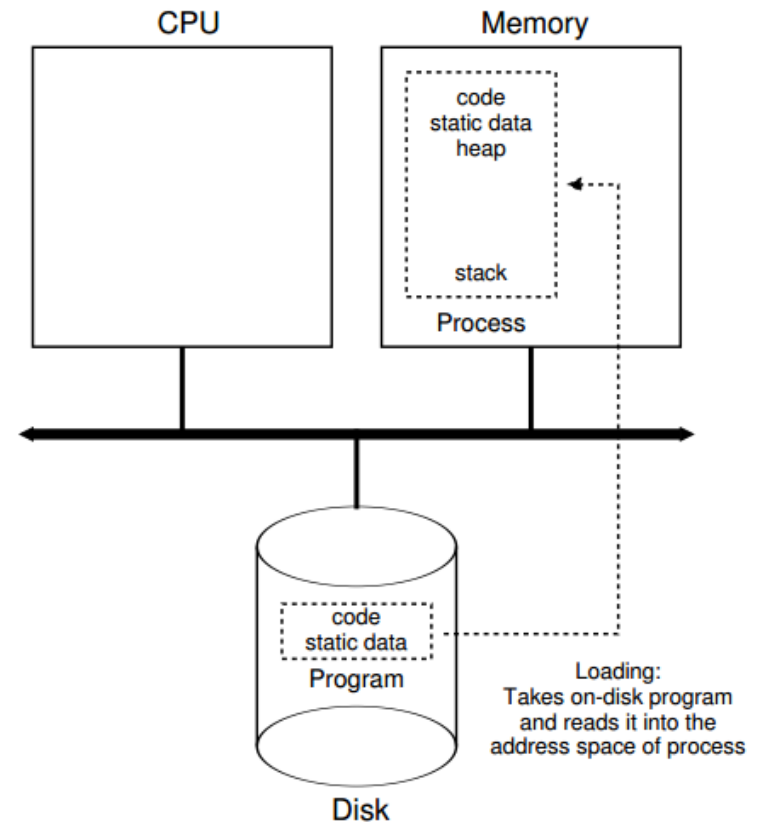 CPU
Memory
code
static data
heap
stack
Process
code
static data
Program
Loading:
Takes on-disk program
and reads it into the
address space of process
Disk